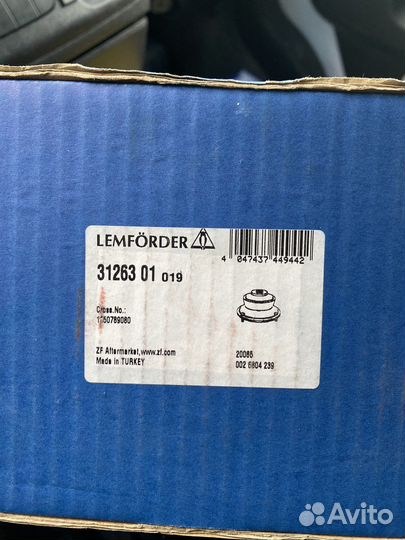 LEMFÖRDER
4 047437 449442
31263 01 019
Cross.No.:
1350789080
ZF Aftermarket,www.zf.com
Made in TURKEY
20085
002 6804 239
Avito